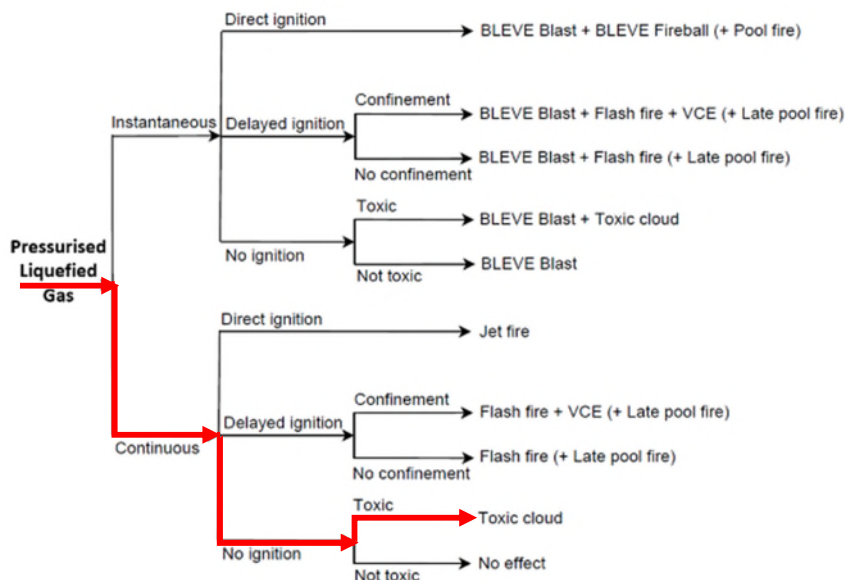 Direct ignition
BLEVE Blast + BLEVE Fireball (+ Pool fire)
Confinement
BLEVE Blast + Flash fire + VCE (+ Late pool fire)
Instantaneous
Delayed ignition
BLEVE Blast + Flash fire (+ Late pool fire)
No confinement
Toxic
BLEVE Blast + Toxic cloud
No ignition
BLEVE Blast
Not toxic
Pressurised
Liquefied
Gas
Direct ignition
Jet fire
Confinement
Flash fire + VCE (+ Late pool fire)
Delayed ignition
Continuous
Flash fire (+ Late pool fire)
No confinement
Toxic
Toxic cloud
No ignition
No effect
Not toxic